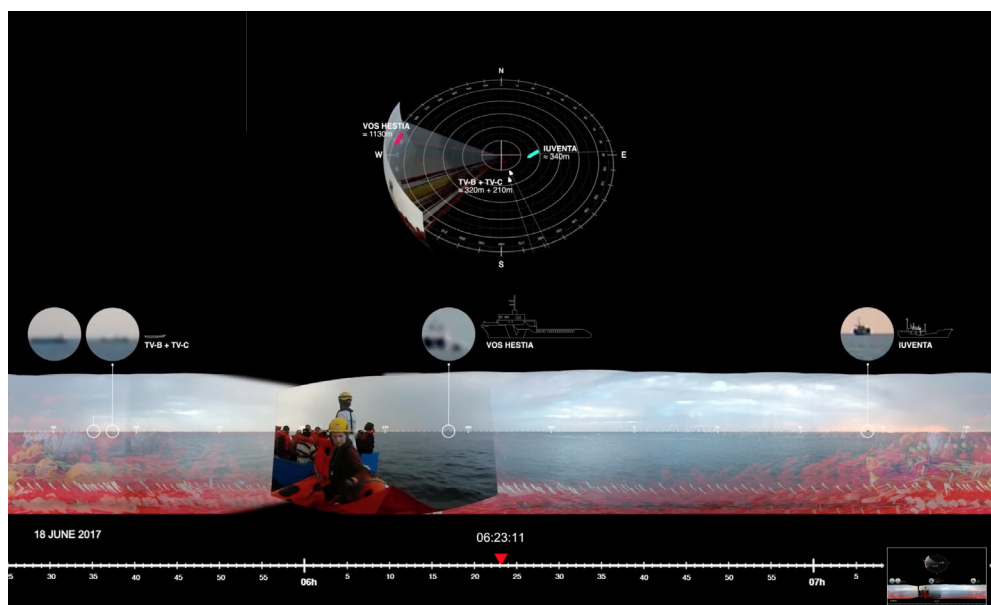 N
VOS HESTIA
≈ 1130m
W
E
IUVENTA
≈ 340m
TV-B + TV-C
≈ 320m + 210m
S
TV-B + TV-C
VOS HESTIA
IUVENTA
18 JUNE 2017
06:23:11
25 30 35 40 45 50 55 06h 5 10 15 20 25 30 35 40 45 50 55 07h 5